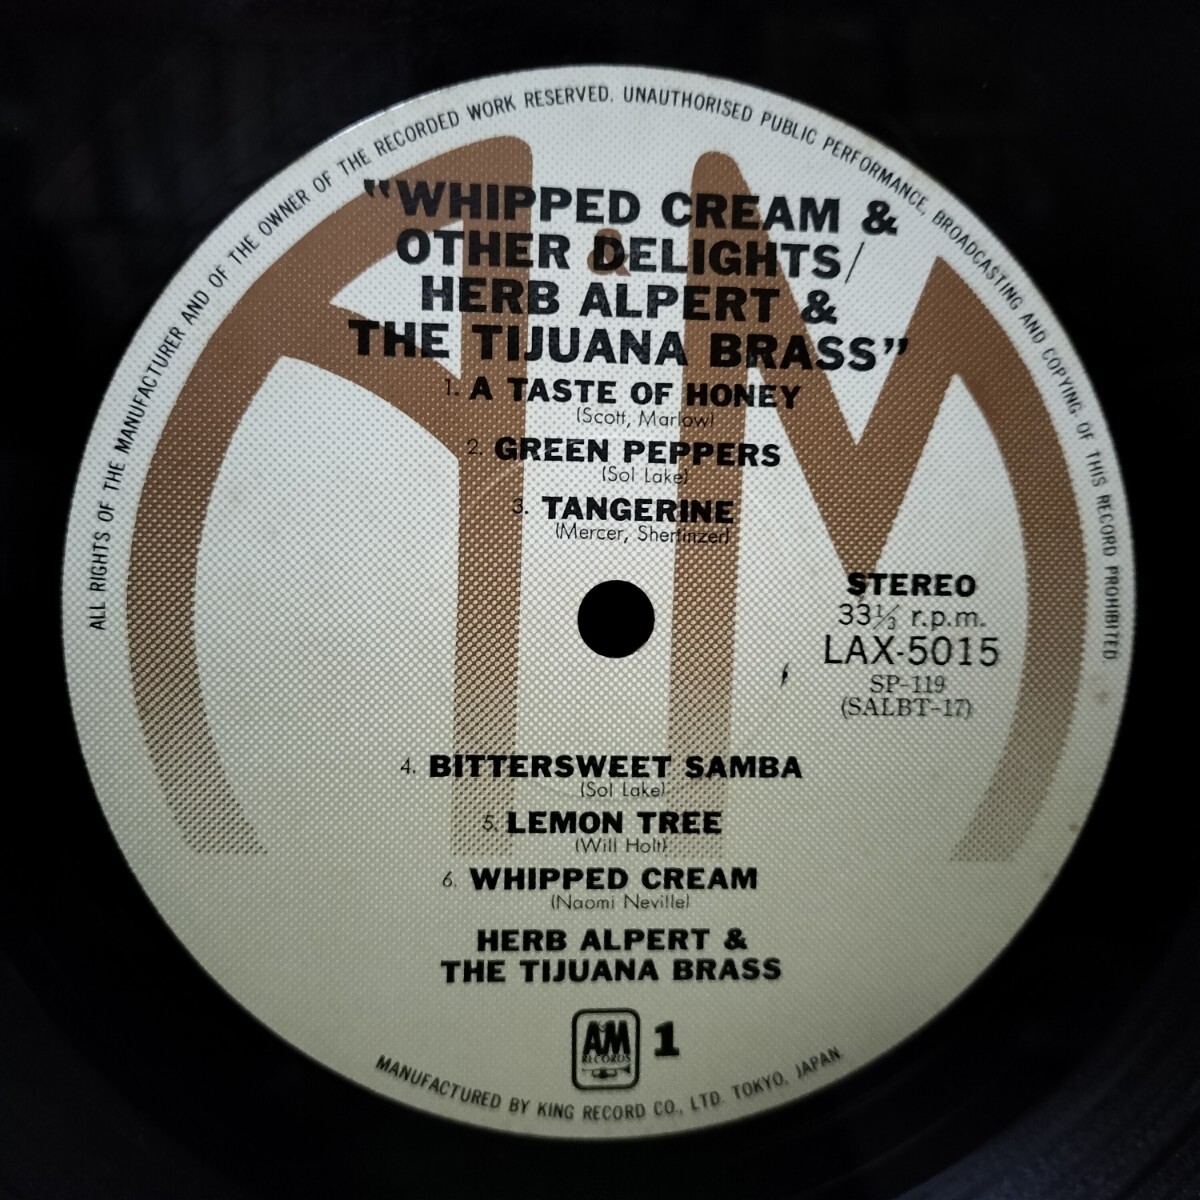 ALL RIGHTS OF THE MANUFACTURER AND OF THE OWNER OF THE RECORDED WORK RESERVED. UNAUTHORISED PUBLIC PERFORMANCE, BROADCASTING AND COPYING OF THIS RECORD PROHIBITED.
"WHIPPED CREAM &
OTHER DELIGHTS/
HERB ALPERT &
THE TIJUANA BRASS"
1. A TASTE OF HONEY
(Scott, Marlow)
2. GREEN PEPPERS
(Sol Lake)
3. TANGERINE
(Mercer, Shertinzer)
STEREO
33⅓ r.p.m.
LAX-5015
SP-119
(SALBT-17)
4. BITTERSWEET SAMBA
(Sol Lake)
5. LEMON TREE
(Will Holt)
6. WHIPPED CREAM
(Naomi Neville)
HERB ALPERT &
THE TIJUANA BRASS
A&M 1
RECORDS
MANUFACTURED BY KING RECORD CO., LTD. TOKYO, JAPAN